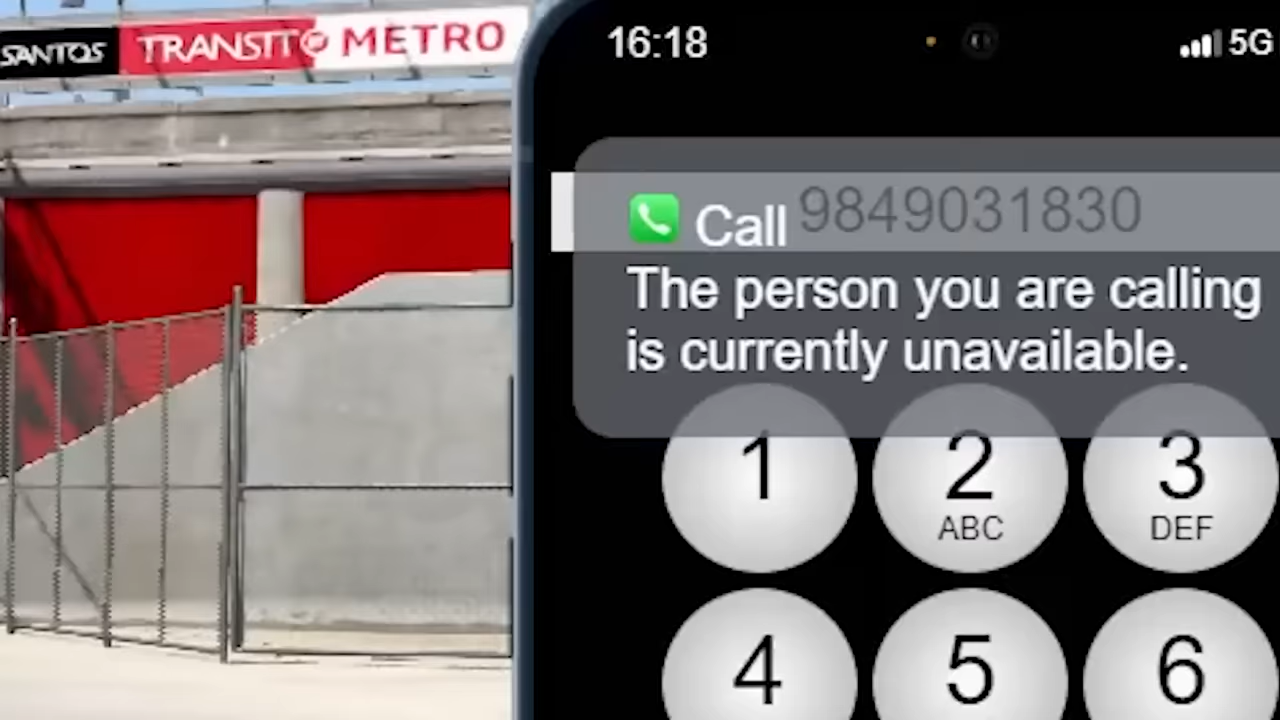 SANTOS TRANSIT METRO
16:18 5G
Call 9849031830
The person you are calling
is currently unavailable.
1 2 3
ABC DEF
4 5 6